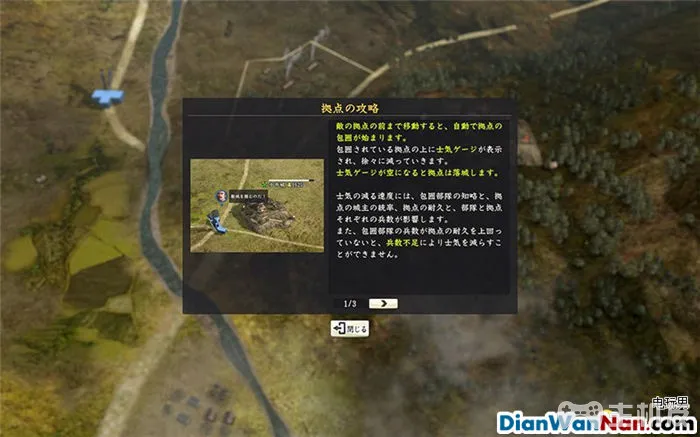 拠点の攻略
敵の拠点の前まで移動すると、自動で拠点の
包囲が始まります。
包囲されている拠点の上に士気ゲージが表示
され、徐々に減っていきます。
士気ゲージが空になると拠点は落城します。
士気の減る速度には、包囲部隊の知略と、拠
点の城主の統率、拠点の耐久と、部隊と拠点
それぞれの兵数が影響します。
また、包囲部隊の兵数が拠点の耐久を上回っ
ていないと、兵数不足により士気を減らすこ
とができません。
1/3
閉じる
电玩男
DianWanNan.com